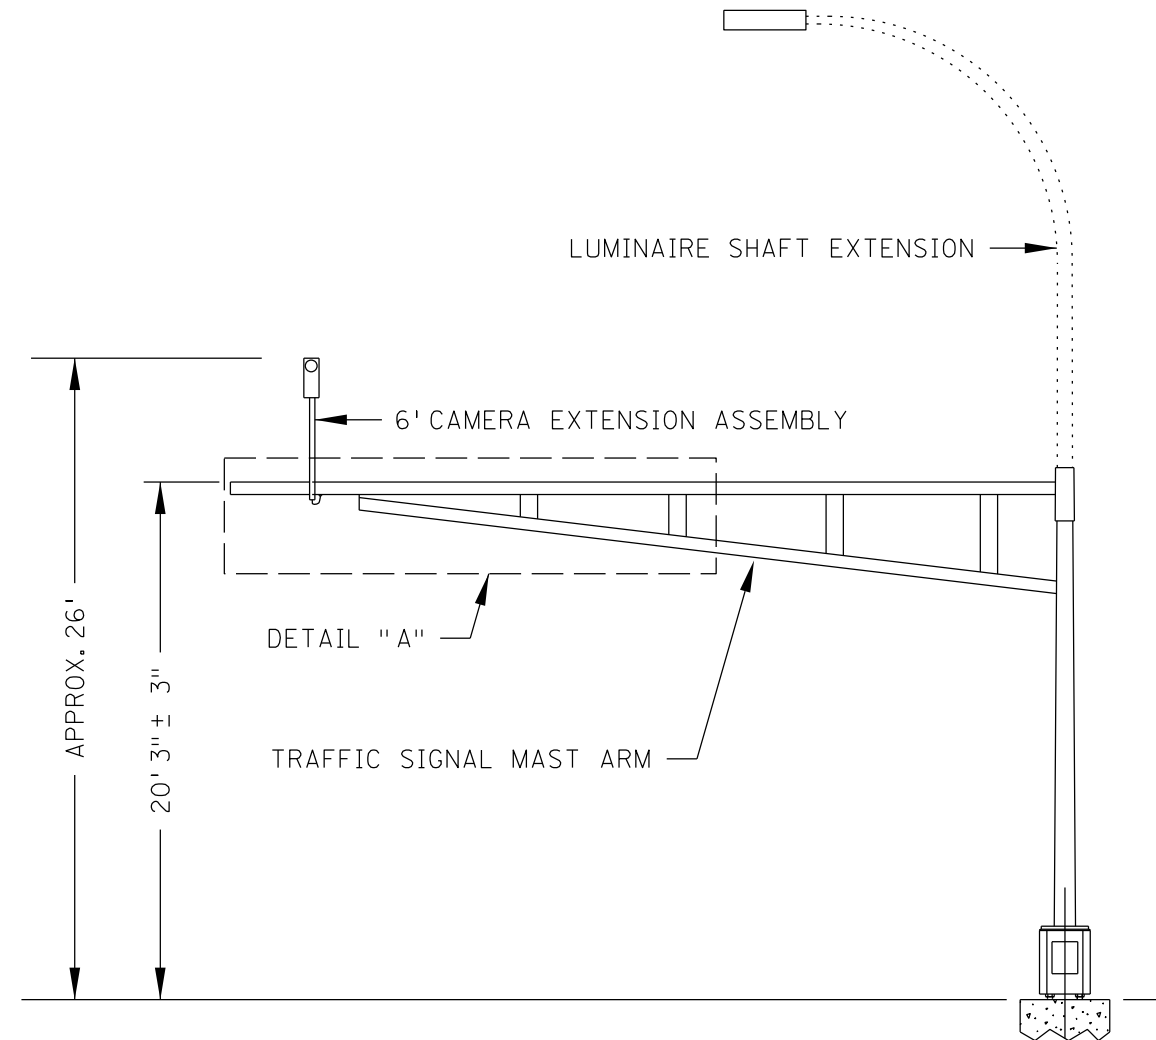 LUMINAIRE SHAFT EXTENSION
6' CAMERA EXTENSION ASSEMBLY
APPROX. 26'
20' 3" ± 3"
DETAIL "A"
TRAFFIC SIGNAL MAST ARM